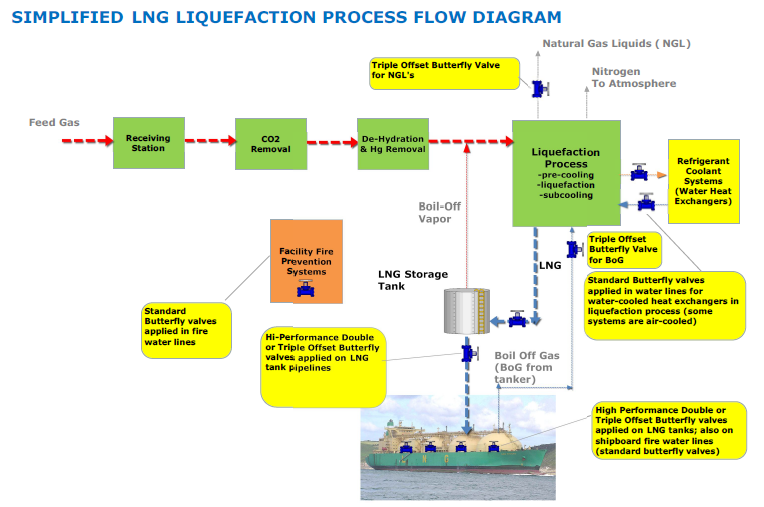 SIMPLIFIED LNG LIQUEFACTION PROCESS FLOW DIAGRAM
Natural Gas Liquids ( NGL)
Triple Offset Butterfly Valve
for NGL's
Nitrogen
To Atmosphere
Feed Gas
Receiving
Station
CO2
Removal
De-Hydration
& Hg Removal
Liquefaction
Process
-pre-cooling
-liquefaction
-subcooling
Refrigerant
Coolant
Systems
(Water Heat
Exchangers)
Boil-Off
Vapor
Facility Fire
Prevention
Systems
LNG Storage
Tank
LNG
Triple Offset
Butterfly Valve
for BoG
Standard Butterfly valves
applied in water lines for
water-cooled heat exchangers in
liquefaction process (some
systems are air-cooled)
Standard
Butterfly valves
applied in fire
water lines
Hi-Performance Double
or Triple Offset Butterfly
valves applied on LNG
tank pipelines
Boil Off Gas
(BoG from
tanker)
High Performance Double or
Triple Offset Butterfly valves
applied on LNG tanks; also on
shipboard fire water lines
(standard butterfly valves)